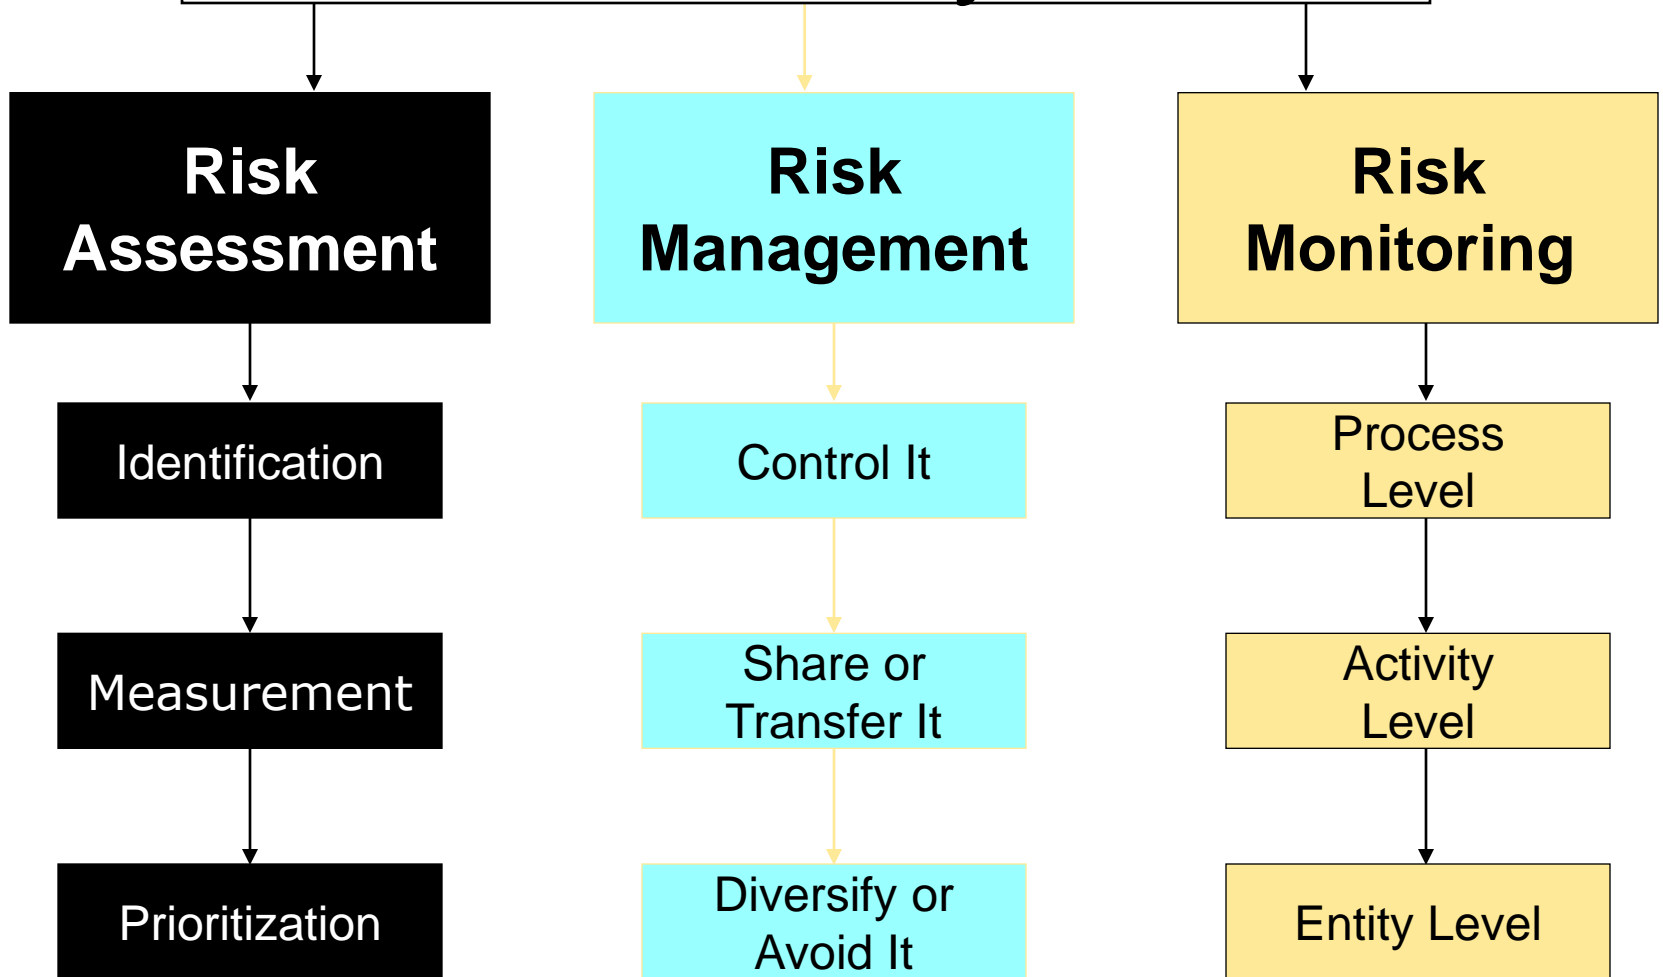 Risk
Assessment
Risk
Management
Risk
Monitoring
Identification
Control It
Process
Level
Measurement
Share or
Transfer It
Activity
Level
Prioritization
Diversify or
Avoid It
Entity Level